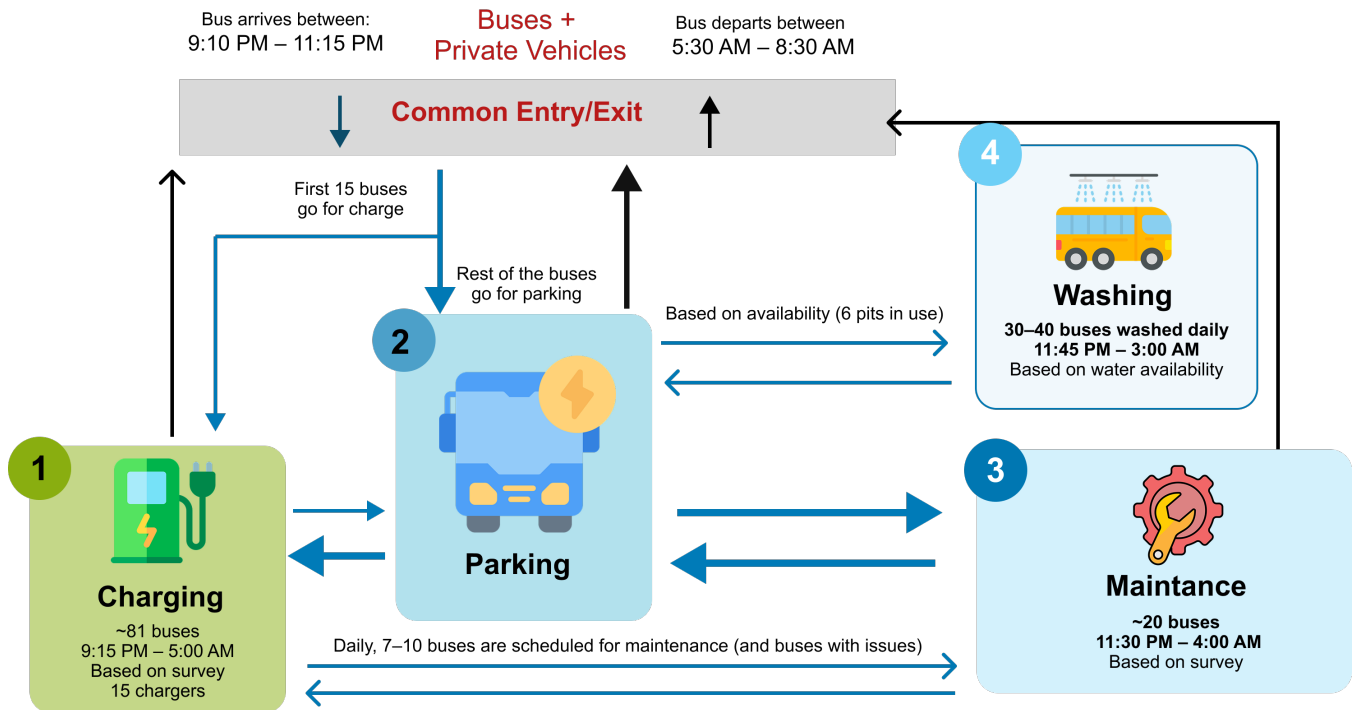 Bus arrives between:
9:10 PM – 11:15 PM
Buses +
Private Vehicles
Bus departs between
5:30 AM – 8:30 AM
Common Entry/Exit
First 15 buses
go for charge
Rest of the buses
go for parking
4
Washing
30–40 buses washed daily
11:45 PM – 3:00 AM
Based on water availability
Based on availability (6 pits in use)
2
Parking
1
Charging
~81 buses
9:15 PM – 5:00 AM
Based on survey
15 chargers
3
Maintance
~20 buses
11:30 PM – 4:00 AM
Based on survey
Daily, 7–10 buses are scheduled for maintenance (and buses with issues)